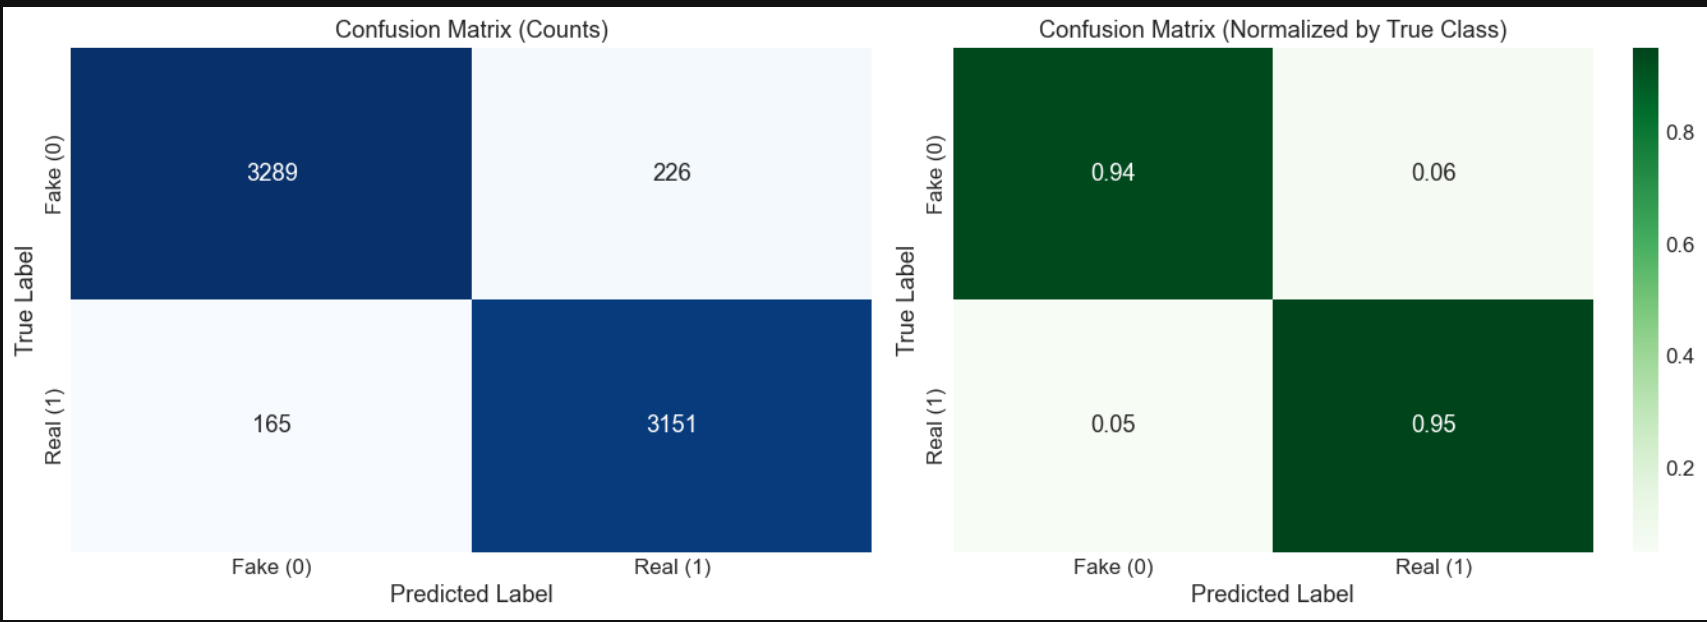 Confusion Matrix (Counts)
True Label
Fake (0)
Real (1)
3289
226
165
3151
Fake (0)
Real (1)
Predicted Label
Confusion Matrix (Normalized by True Class)
True Label
Fake (0)
Real (1)
0.94
0.06
0.05
0.95
Fake (0)
Real (1)
Predicted Label
0.8
0.6
0.4
0.2